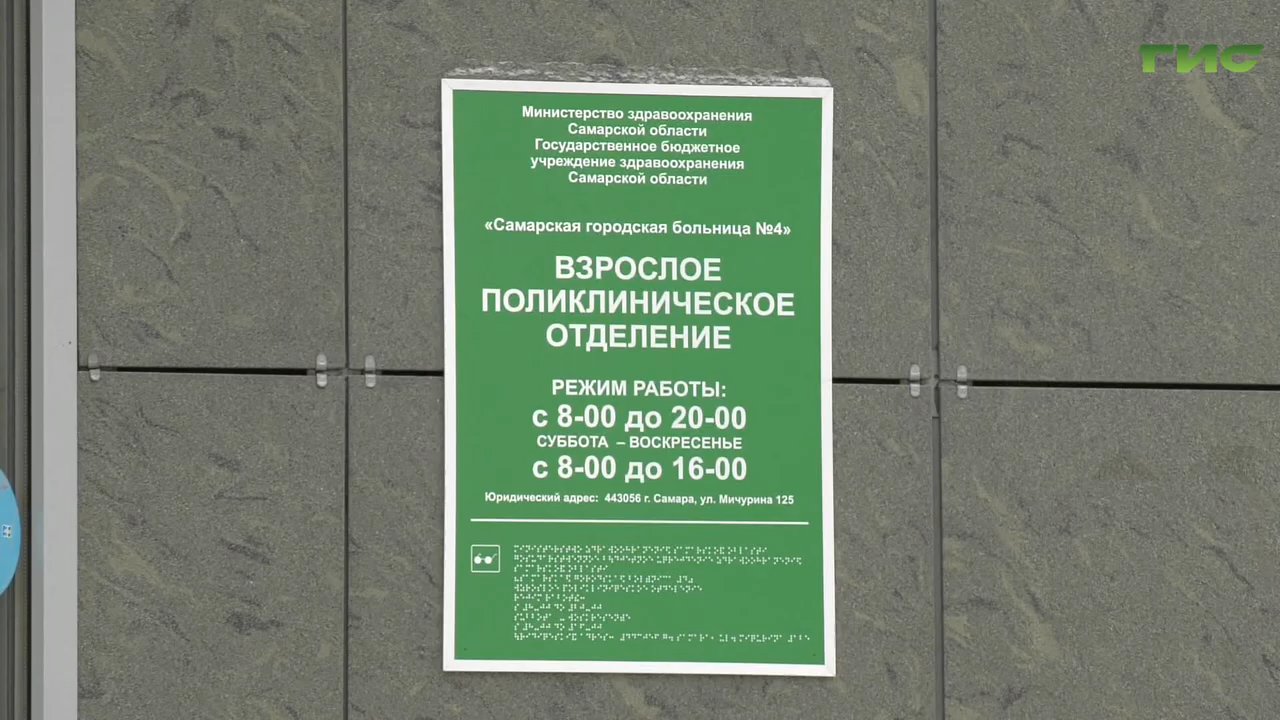 ГИС
Министерство здравоохранения
Самарской области
Государственное бюджетное
учреждение здравоохранения
Самарской области
«Самарская городская больница №4»
ВЗРОСЛОЕ
ПОЛИКЛИНИЧЕСКОЕ
ОТДЕЛЕНИЕ
РЕЖИМ РАБОТЫ:
с 8-00 до 20-00
СУББОТА – ВОСКРЕСЕНЬЕ
с 8-00 до 16-00
Юридический адрес: 443056 г. Самара, ул. Мичурина 125